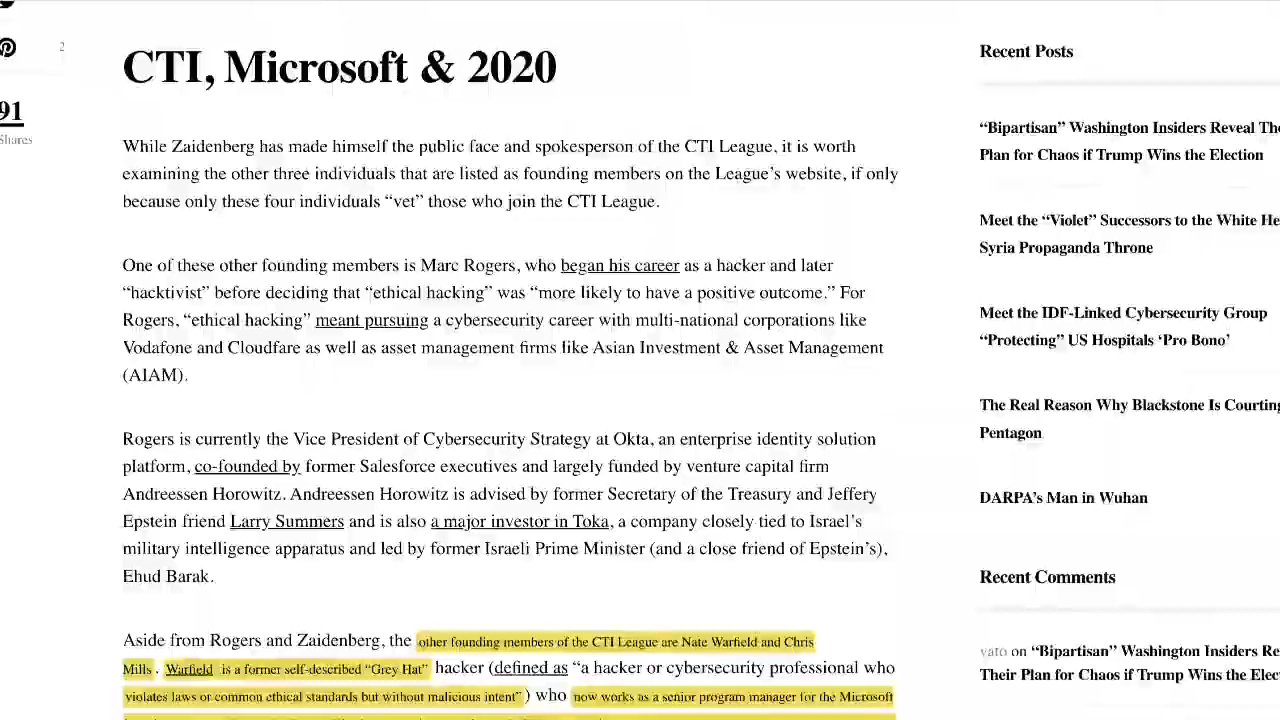 2
91
Shares
CTI, Microsoft & 2020
While Zaidenberg has made himself the public face and spokesperson of the CTI League, it is worth
examining the other three individuals that are listed as founding members on the League's website, if only
because only these four individuals “vet” those who join the CTI League.
One of these other founding members is Marc Rogers, who began his career as a hacker and later
“hacktivist” before deciding that “ethical hacking” was “more likely to have a positive outcome.” For
Rogers, “ethical hacking” meant pursuing a cybersecurity career with multi-national corporations like
Vodafone and Cloudfare as well as asset management firms like Asian Investment & Asset Management
(AIAM).
Rogers is currently the Vice President of Cybersecurity Strategy at Okta, an enterprise identity solution
platform, co-founded by former Salesforce executives and largely funded by venture capital firm
Andreessen Horowitz. Andreessen Horowitz is advised by former Secretary of the Treasury and Jeffery
Epstein friend Larry Summers and is also a major investor in Toka, a company closely tied to Israel's
military intelligence apparatus and led by former Israeli Prime Minister (and a close friend of Epstein's),
Ehud Barak.
Aside from Rogers and Zaidenberg, the other founding members of the CTI League are Nate Warfield and Chris
Mills. Warfield is a former self-described “Grey Hat” hacker (defined as “a hacker or cybersecurity professional who
violates laws or common ethical standards but without malicious intent”) who now works as a senior program manager for the Microsoft
Recent Posts
“Bipartisan” Washington Insiders Reveal The
Plan for Chaos if Trump Wins the Election
Meet the “Violet” Successors to the White He
Syria Propaganda Throne
Meet the IDF-Linked Cybersecurity Group
“Protecting” US Hospitals ‘Pro Bono’
The Real Reason Why Blackstone Is Courting
Pentagon
DARPA's Man in Wuhan
Recent Comments
yato on “Bipartisan” Washington Insiders Re
Their Plan for Chaos if Trump Wins the Elec